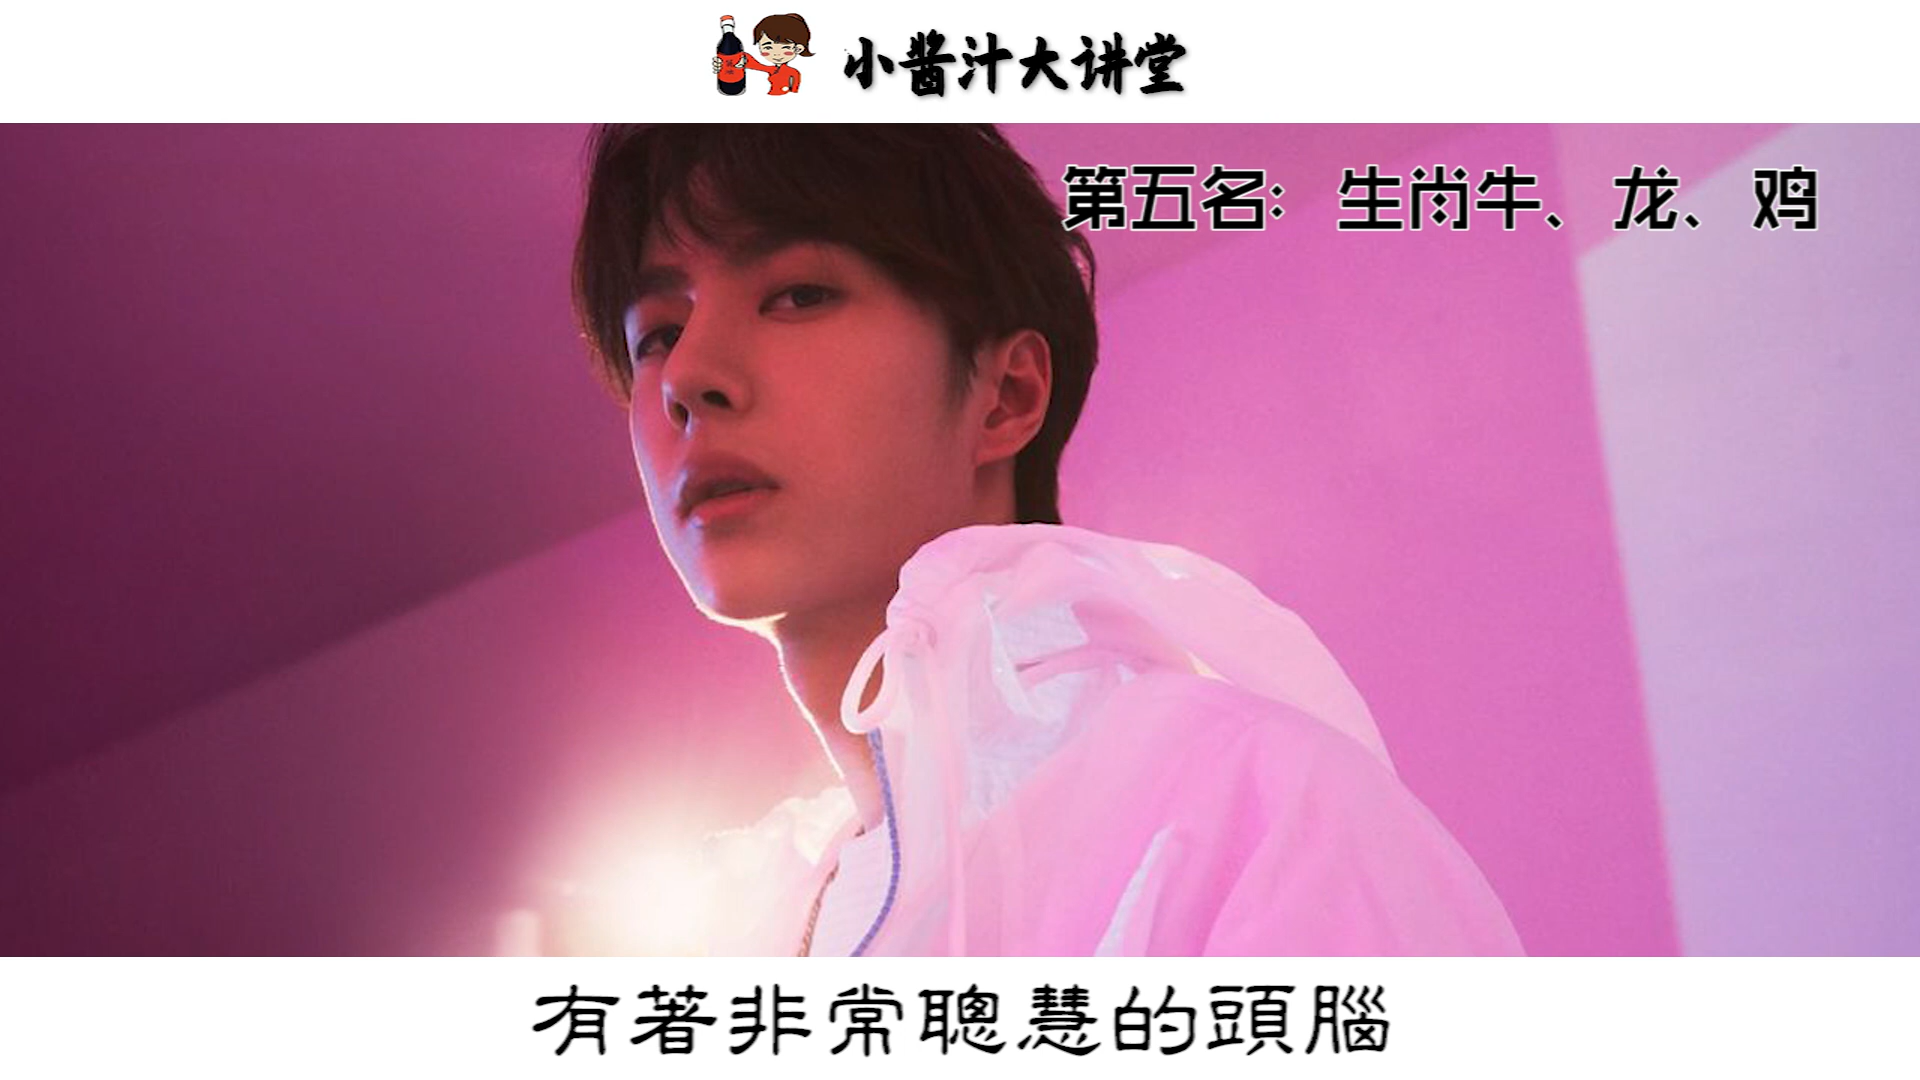 小酱汁大讲堂
第五名：生肖牛、龙、鸡
有著非常聰慧的頭腦